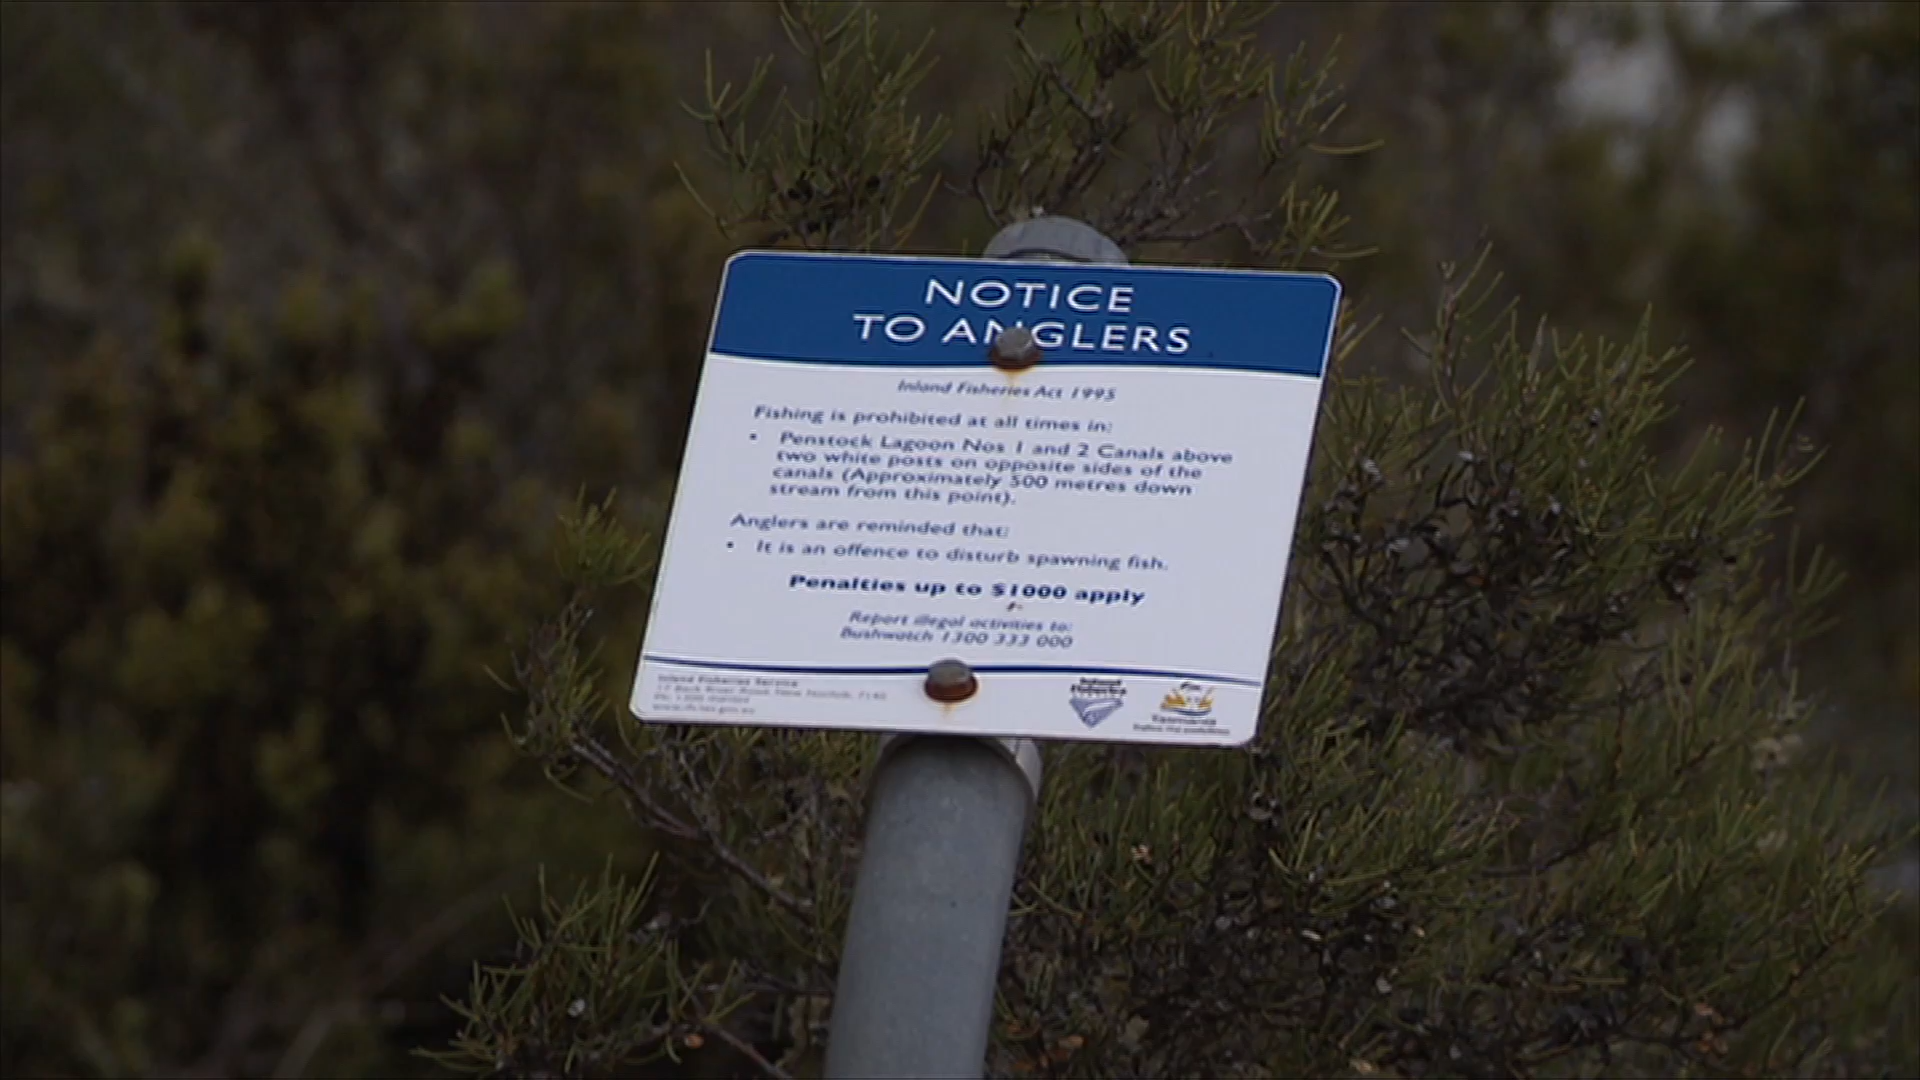 NOTICE
TO ANGLERS
Inland Fisheries Act 1995
Fishing is prohibited at all times in:
• Penstock Lagoon Nos 1 and 2 Canals above
two white posts on opposite sides of the
canals (Approximately 500 metres down
stream from this point).
Anglers are reminded that:
• It is an offence to disturb spawning fish.
Penalties up to $1000 apply
Report illegal activities to:
Bushwatch 1300 333 000
Inland Fisheries Service
17 Back River Road New Norfolk, 7140
www.ifs.tas.gov.au
Inland
Fisheries
Tasmania